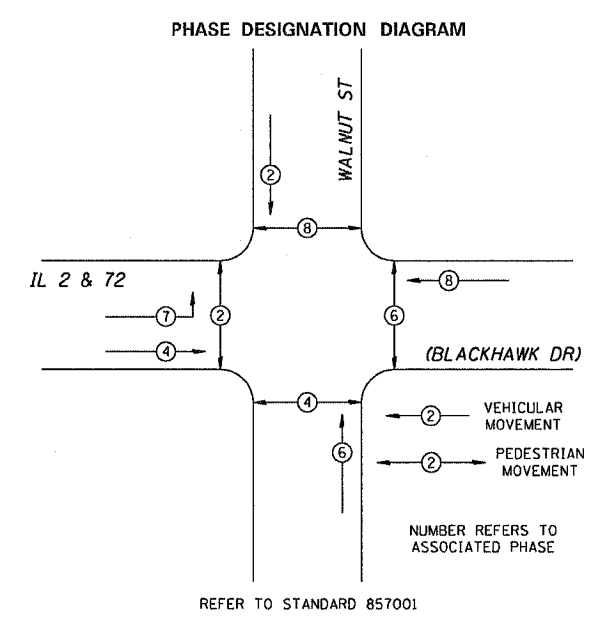 PHASE DESIGNATION DIAGRAM
WALNUT ST
2
8
IL 2 & 72
8
7
2
6
4
(BLACKHAWK DR)
4
2
VEHICULAR
MOVEMENT
6
2
PEDESTRIAN
MOVEMENT
NUMBER REFERS TO
ASSOCIATED PHASE
REFER TO STANDARD 857001